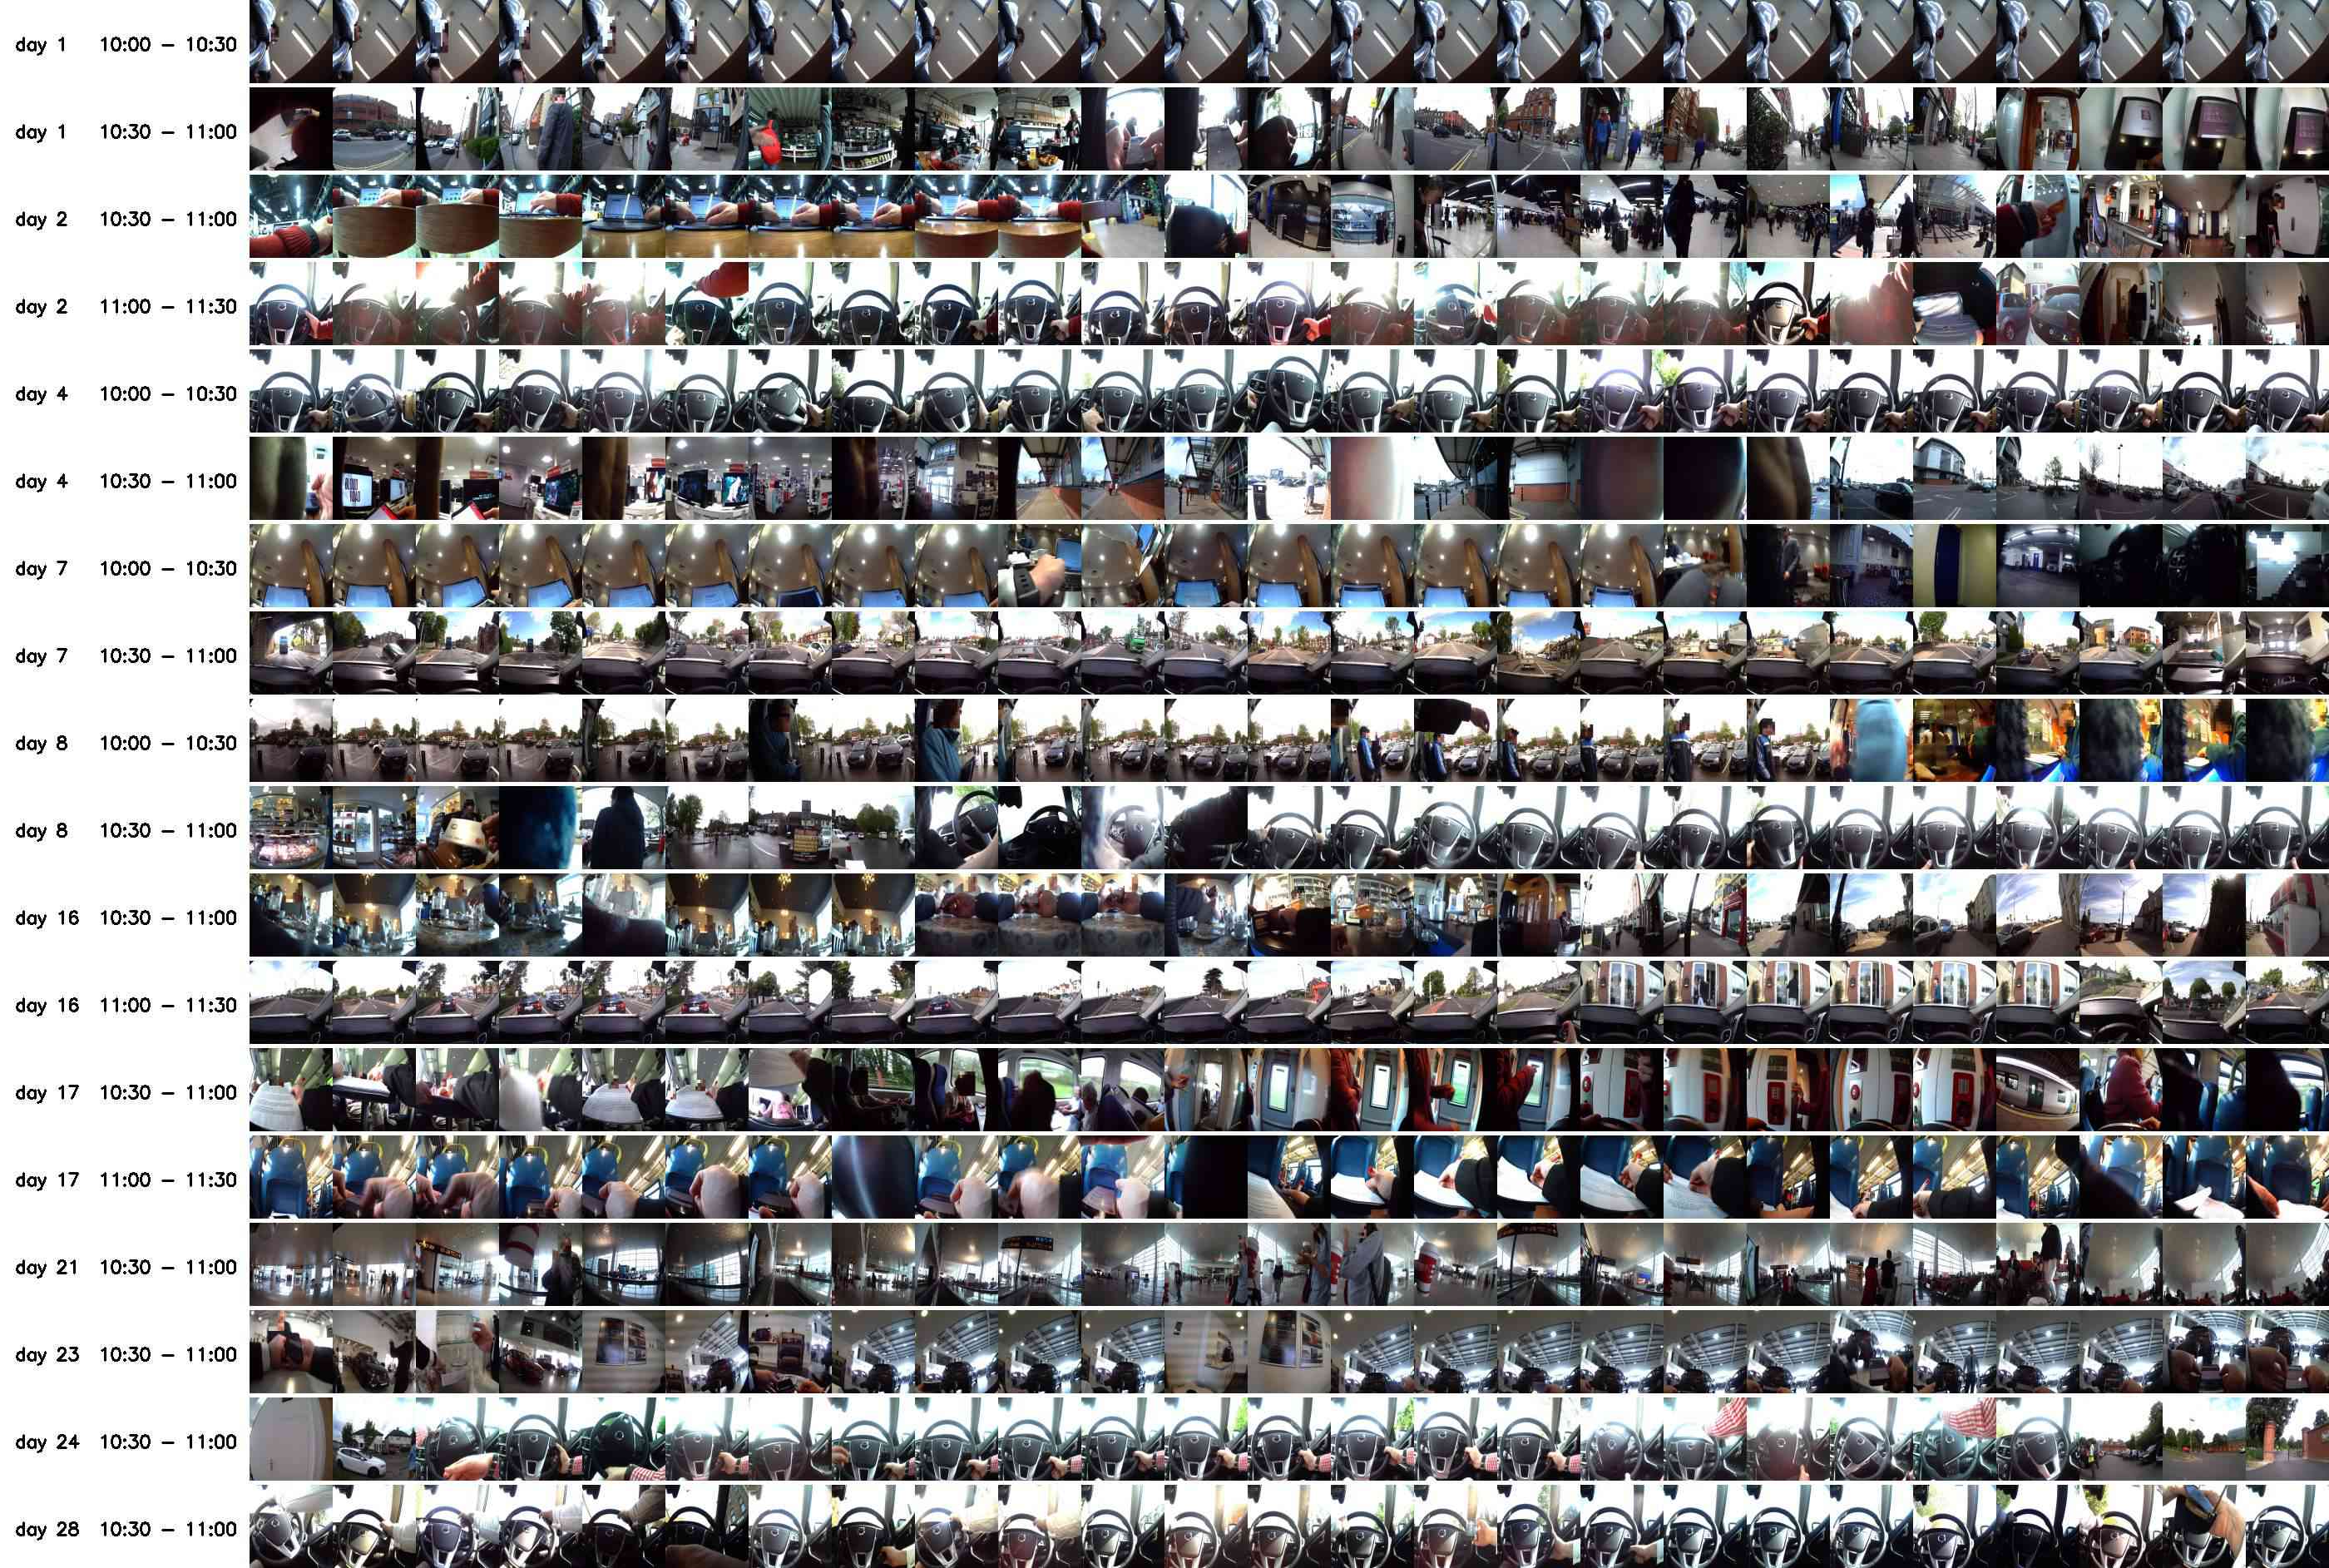 day 1 10:00 – 10:30
day 1 10:30 – 11:00
day 2 10:30 – 11:00
day 2 11:00 – 11:30
day 4 10:00 – 10:30
day 4 10:30 – 11:00
day 7 10:00 – 10:30
day 7 10:30 – 11:00
day 8 10:00 – 10:30
day 8 10:30 – 11:00
day 16 10:30 – 11:00
day 16 11:00 – 11:30
day 17 10:30 – 11:00
day 17 11:00 – 11:30
day 21 10:30 – 11:00
day 23 10:30 – 11:00
day 24 10:30 – 11:00
day 28 10:30 – 11:00